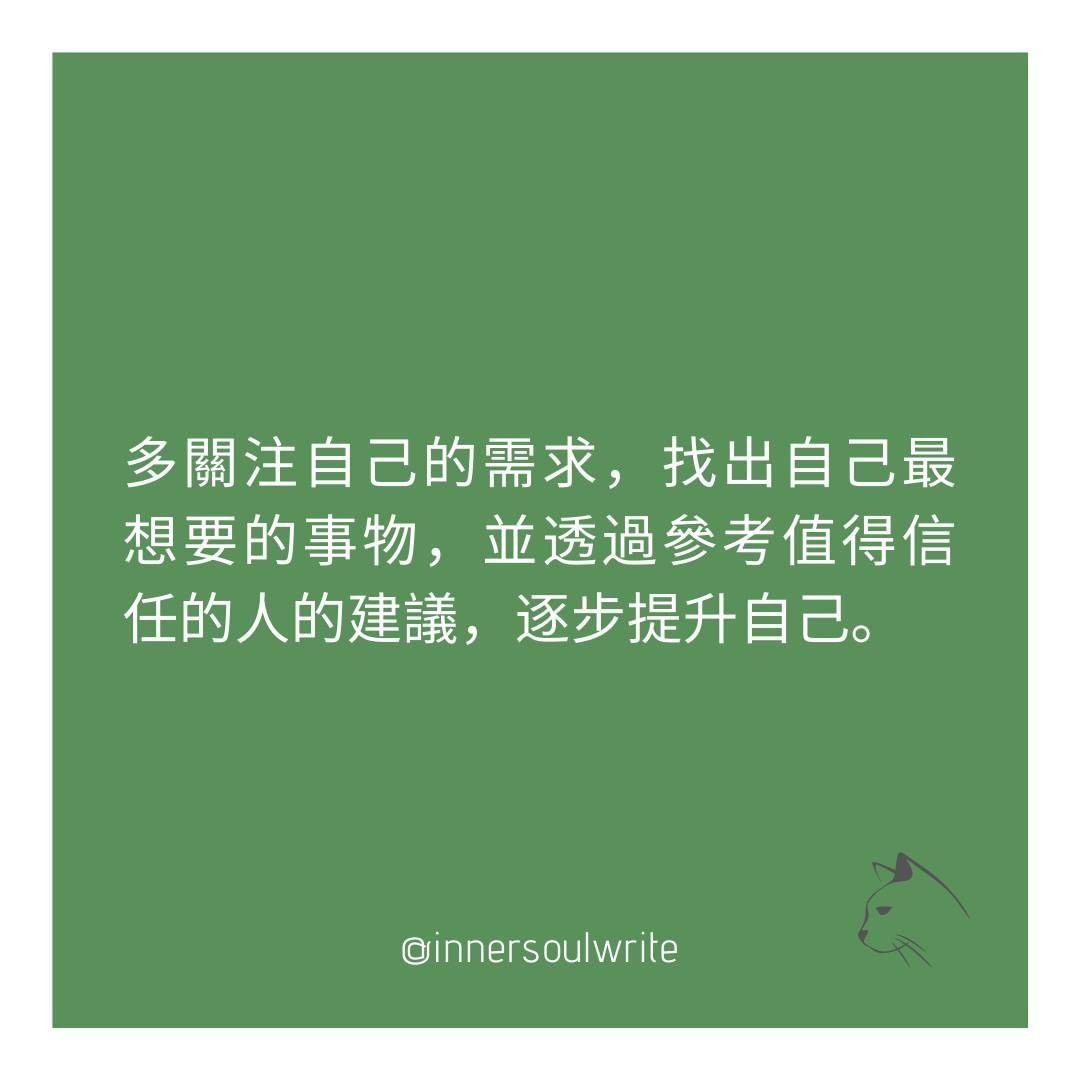 多關注自己的需求，找出自己最
想要的事物，並透過參考值得信
任的人的建議，逐步提升自己。
@innersoulwrite